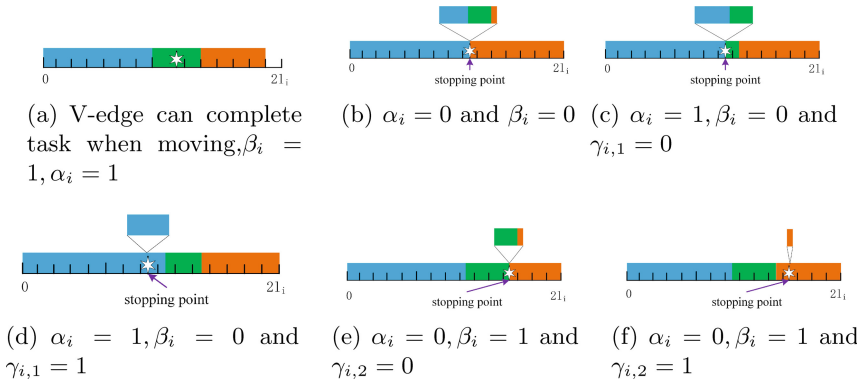 0 21ᵢ
0 stopping point 21ᵢ
0 stopping point 21ᵢ
(a) V-edge can complete
task when moving,βᵢ =
1, αᵢ = 1
(b) αᵢ = 0 and βᵢ = 0
(c) αᵢ = 1, βᵢ = 0 and
γᵢ,₁ = 0
0 stopping point 21ᵢ
0 stopping point 21ᵢ
0 stopping point 21ᵢ
(d) αᵢ = 1, βᵢ = 0 and
γᵢ,₁ = 1
(e) αᵢ = 0, βᵢ = 1 and
γᵢ,₂ = 0
(f) αᵢ = 0, βᵢ = 1 and
γᵢ,₂ = 1